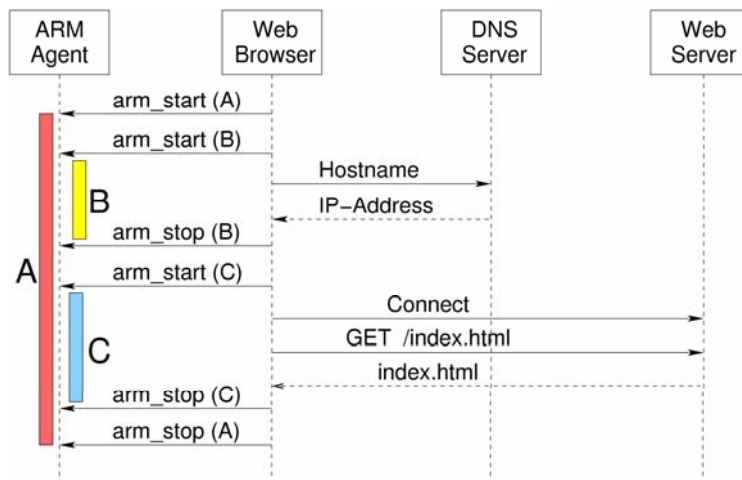 ARM
Agent
Web
Browser
DNS
Server
Web
Server
arm_start (A)
arm_start (B)
Hostname
B
IP-Address
arm_stop (B)
A
arm_start (C)
Connect
GET /index.html
C
index.html
arm_stop (C)
arm_stop (A)